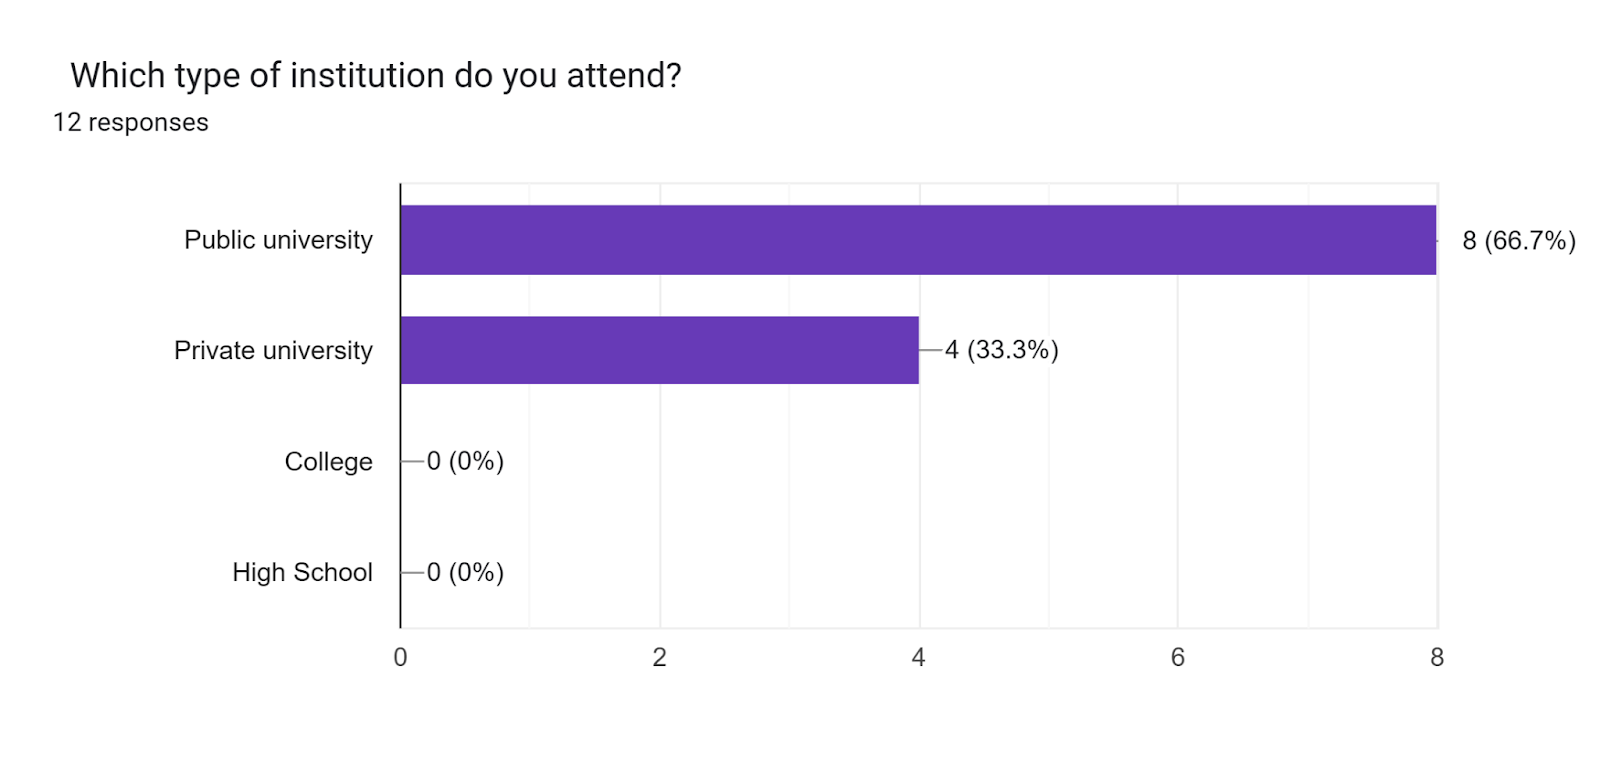 Which type of institution do you attend?
12 responses
Public university
8 (66.7%)
Private university
4 (33.3%)
College
0 (0%)
High School
0 (0%)
0 2 4 6 8